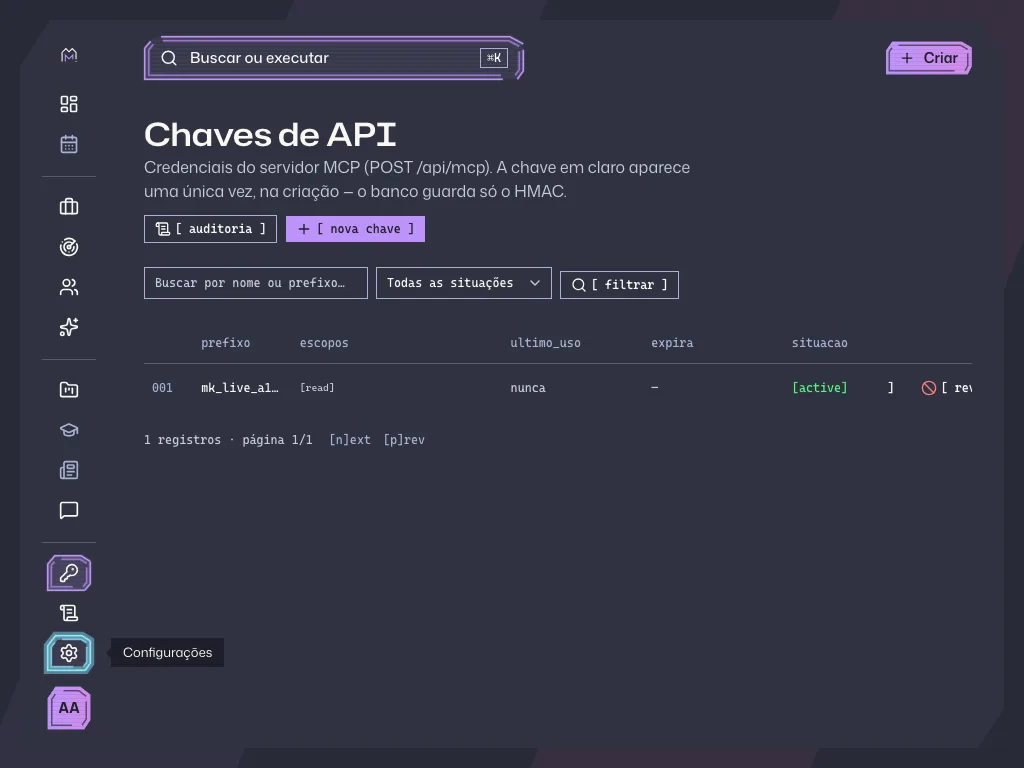 Buscar ou executar ⌘K
+ Criar
Chaves de API
Credenciais do servidor MCP (POST /api/mcp). A chave em claro aparece
uma única vez, na criação — o banco guarda só o HMAC.
[ auditoria ] + [ nova chave ]
Buscar por nome ou prefixo… Todas as situações [ filtrar ]
prefixo escopos ultimo_uso expira situacao
001 mk_live_a1… [read] nunca — [active] ] [ rev
1 registros · página 1/1 [n]ext [p]rev
Configurações
AA